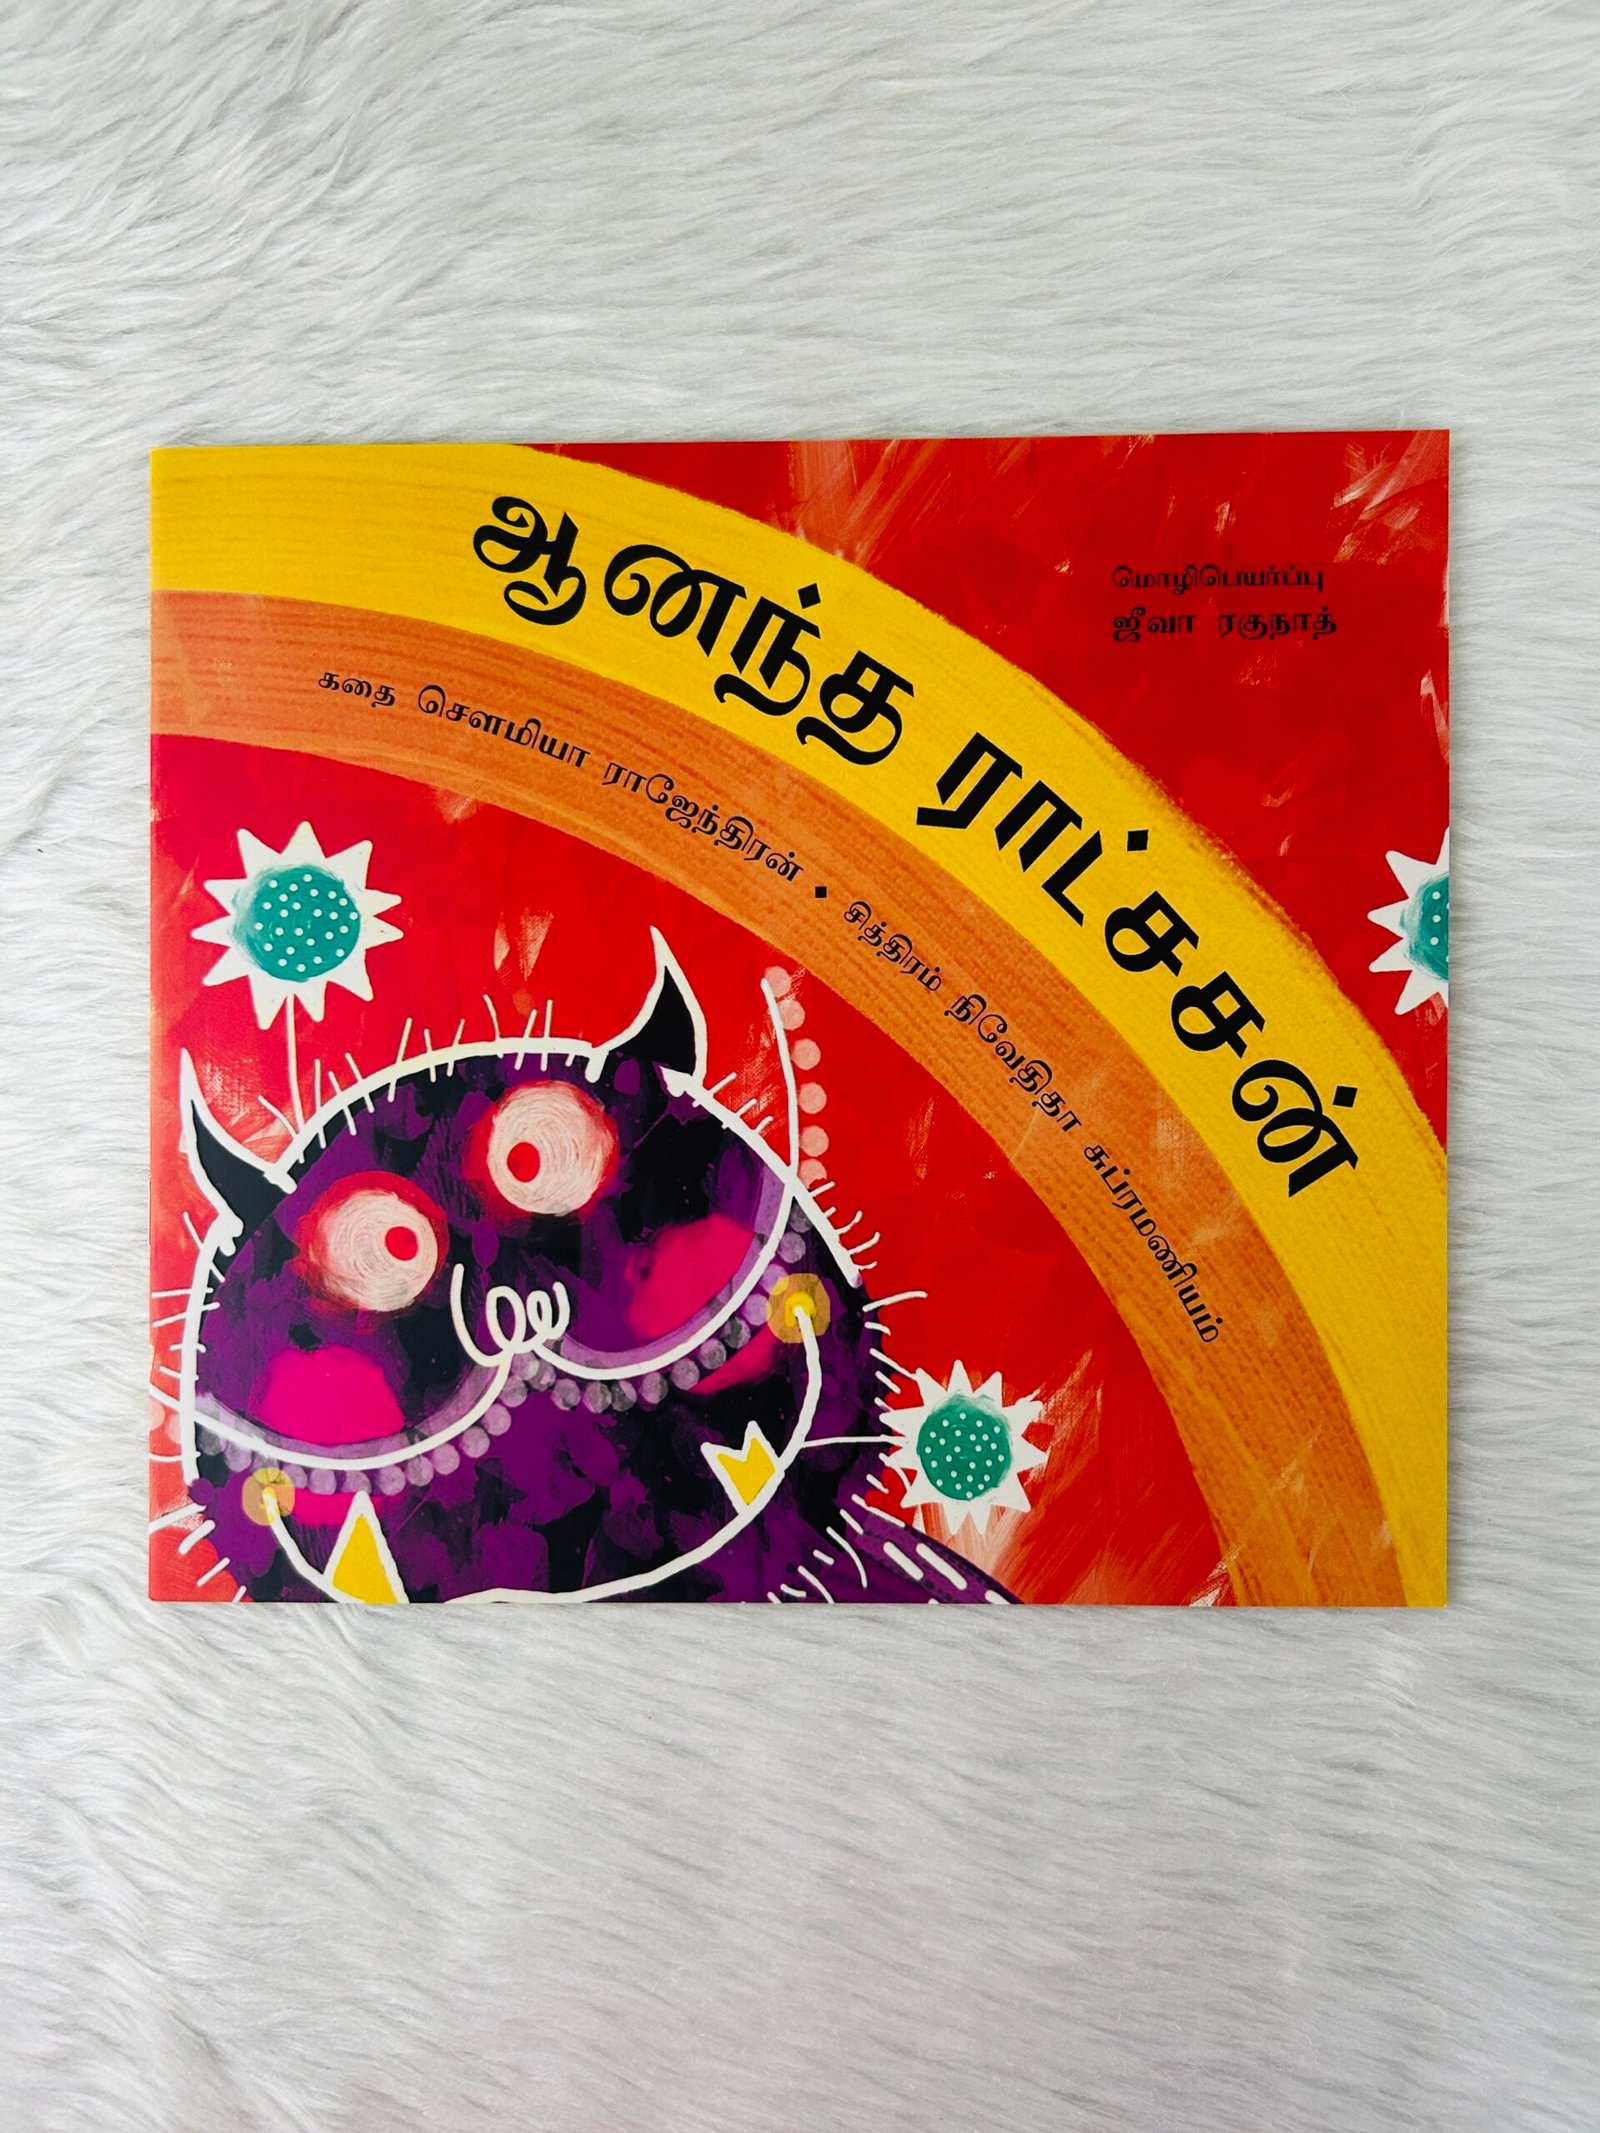 ஆனந்த ராட்சசன்
மொழிபெயர்ப்பு
ஜீவா ரகுநாத்
கதை சௌமியா ராஜேந்திரன் • சித்திரம் நிவேதிதா சுப்ரமணியம்